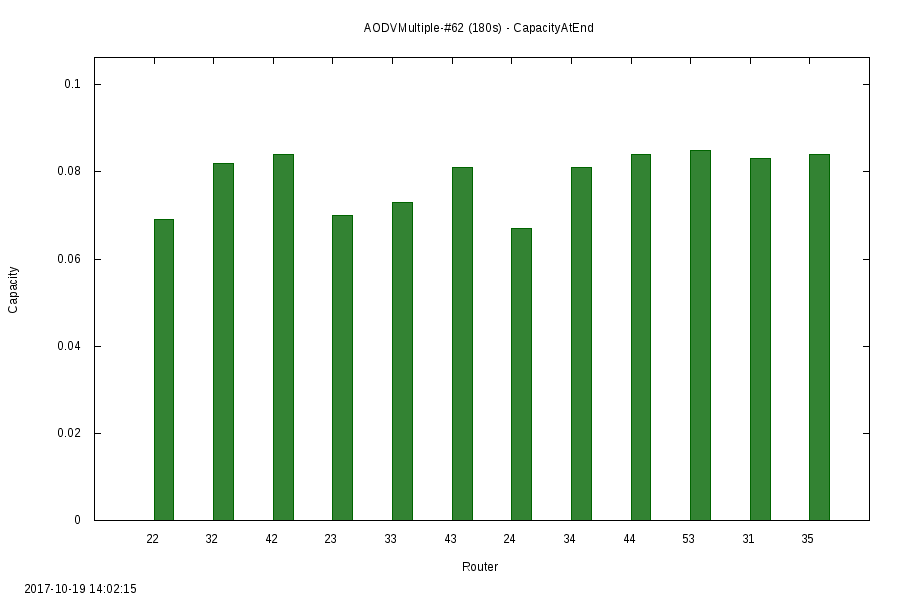 AODVMultiple-#62 (180s) - CapacityAtEnd
0.1
0.08
0.06
0.04
0.02
0
Capacity
22 32 42 23 33 43 24 34 44 53 31 35
Router
2017-10-19 14:02:15